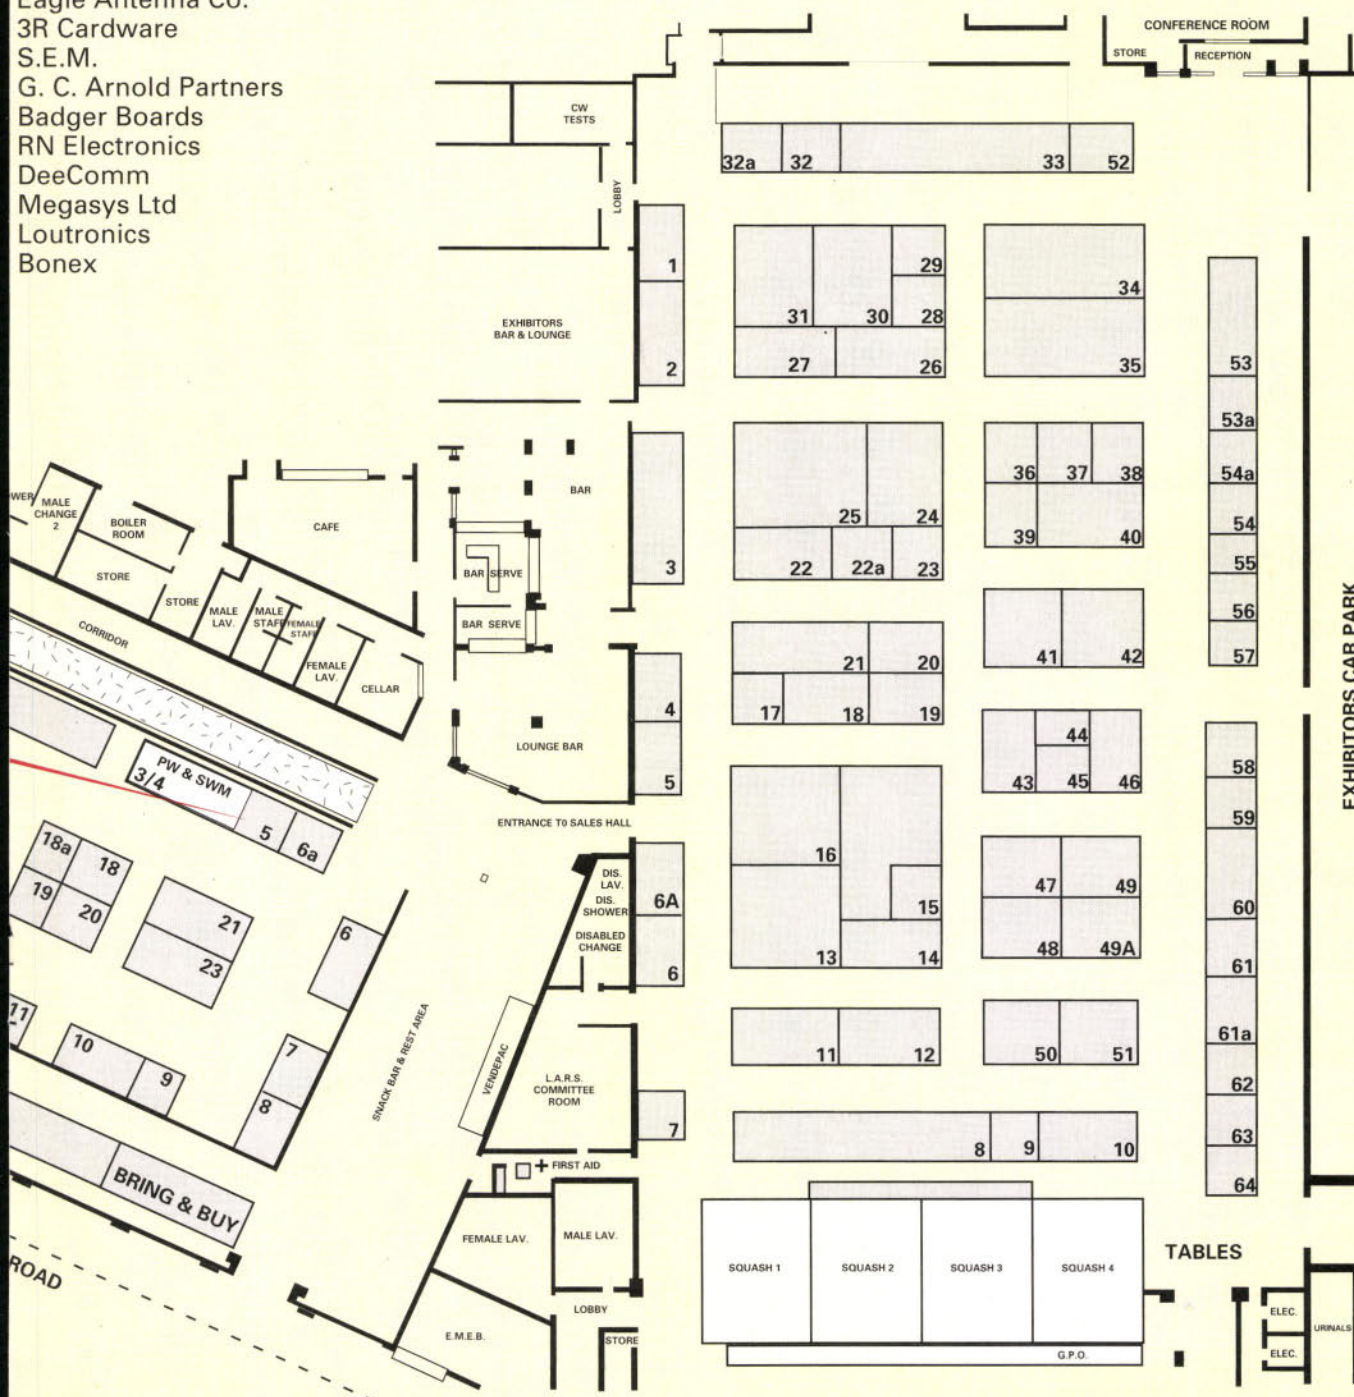 Eagle Antenna Co.
3R Cardware
S.E.M.
G. C. Arnold Partners
Badger Boards
RN Electronics
DeeComm
Megasys Ltd
Loutronics
Bonex
CONFERENCE ROOM
STORE
RECEPTION
CW
TESTS
LOBBY
32a
32
33
52
1
2
EXHIBITORS
BAR & LOUNGE
29
31
30
28
27
26
34
35
53
53a
54a
54
55
56
57
BAR
3
BAR SERVE
BAR SERVE
25
24
22
22a
23
36
37
38
39
40
MALE
CHANGE
2
BOILER
ROOM
STORE
CAFE
STORE
MALE
LAV.
MALE
STAFF
FEMALE
STAFF
FEMALE
LAV.
CELLAR
CORRIDOR
EXHIBITORS CAR PARK
41
42
21
20
17
18
19
4
5
LOUNGE BAR
ENTRANCE TO SALES HALL
PW & SWM
3/4
5
6a
44
43
45
46
58
59
60
61
61a
62
63
64
18a
18
19
20
21
23
6
16
15
13
14
47
49
48
49A
DIS.
LAV.
DIS.
SHOWER
DISABLED
CHANGE
6A
6
11
10
9
7
8
SNACK BAR & REST AREA
VENDEPAC
L.A.R.S.
COMMITTEE
ROOM
11
12
50
51
7
8
9
10
BRING & BUY
FIRST AID
FEMALE LAV.
MALE LAV.
LOBBY
STORE
E.M.E.B.
ROAD
SQUASH 1
SQUASH 2
SQUASH 3
SQUASH 4
G.P.O.
TABLES
ELEC.
ELEC.
URINALS